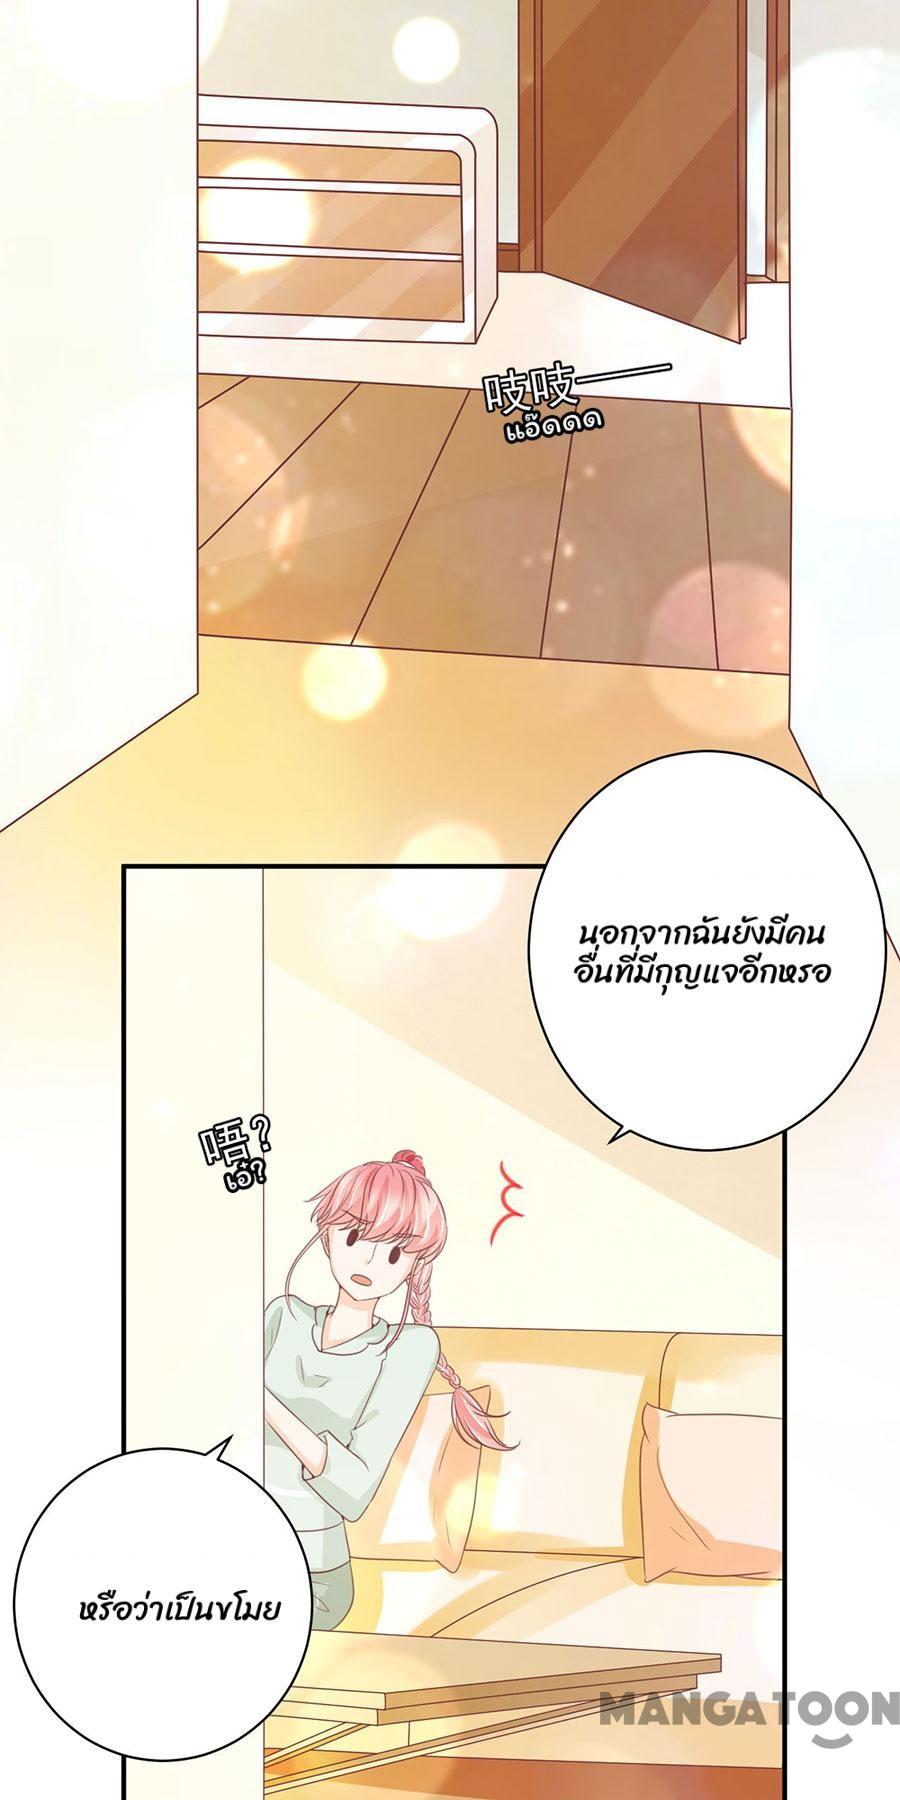 吱吱——
แอ๊ดดด
นอกจากฉันยังมีคน
อื่นที่มีกุญแจอีกหรอ
唔?
เอ๋?
หรือว่าเป็นขโมย
MANGATOON